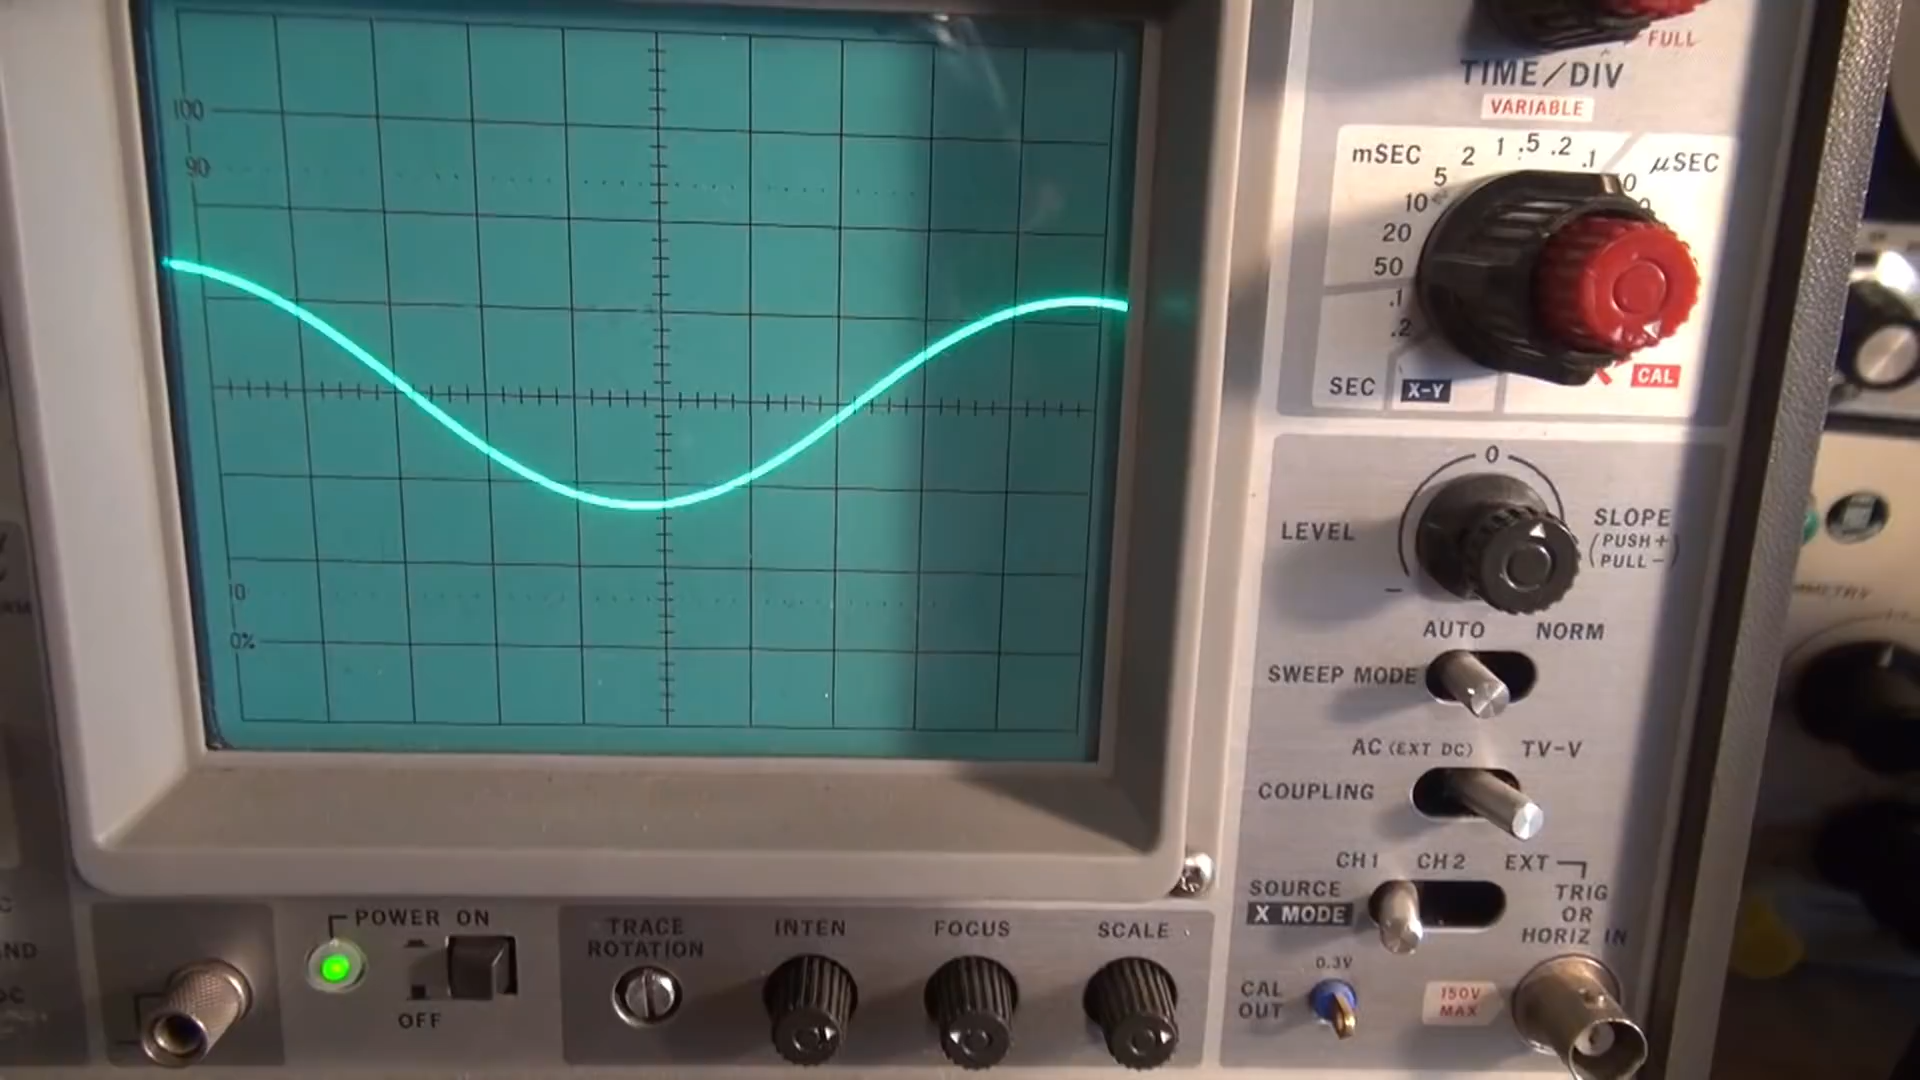 FULL
TIME/DIV
VARIABLE
mSEC
µSEC
.1
.2
.5
1
2
5
10
20
50
.1
.2
SEC
X-Y
CAL
100
90
0%
0
LEVEL
SLOPE
(PUSH+
PULL-)
-
AUTO NORM
SWEEP MODE
AC (EXT DC) TV-V
COUPLING
CH1 CH2 EXT
SOURCE
X MODE
TRIG
OR
HORIZ IN
0.3V
CAL
OUT
150V
MAX
POWER ON
OFF
TRACE
ROTATION
INTEN
FOCUS
SCALE